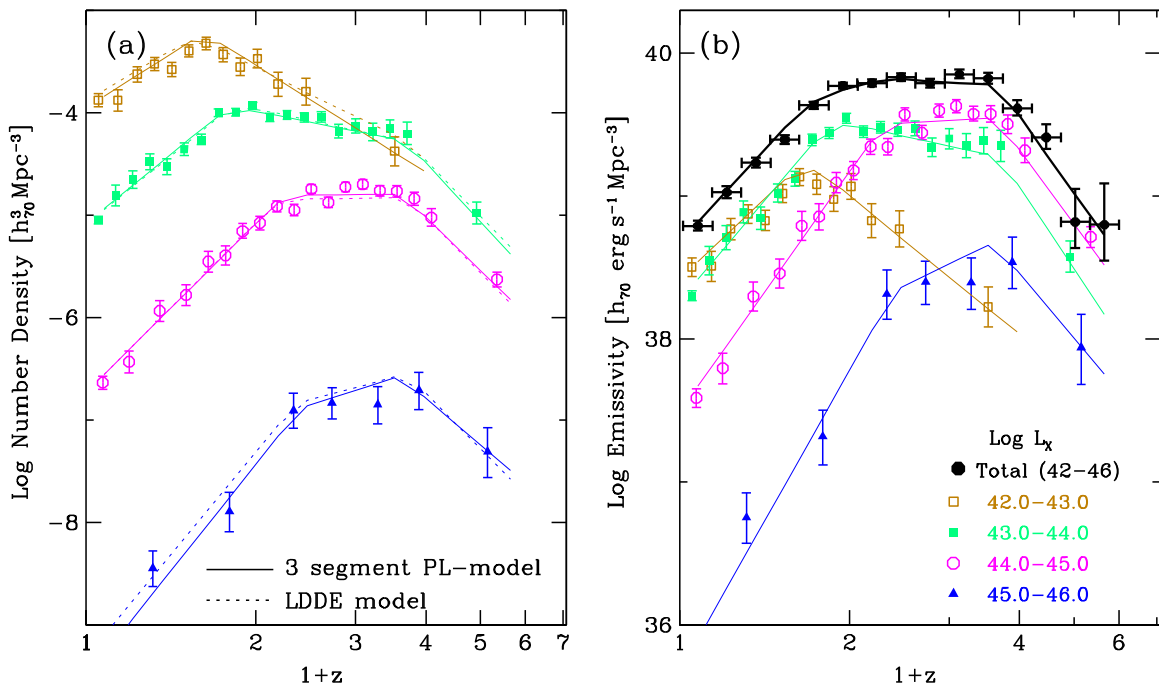 (a)
-4
-6
-8
Log Number Density [h³₇₀ Mpc⁻³]
3 segment PL-model
LDDE model
1 2 3 4 5 6 7
1+z
(b)
40
39
38
37
36
Log Emissivity [h₇₀ erg s⁻¹ Mpc⁻³]
Log Lₓ
Total (42-46)
42.0-43.0
43.0-44.0
44.0-45.0
45.0-46.0
1 2 4 6
1+z